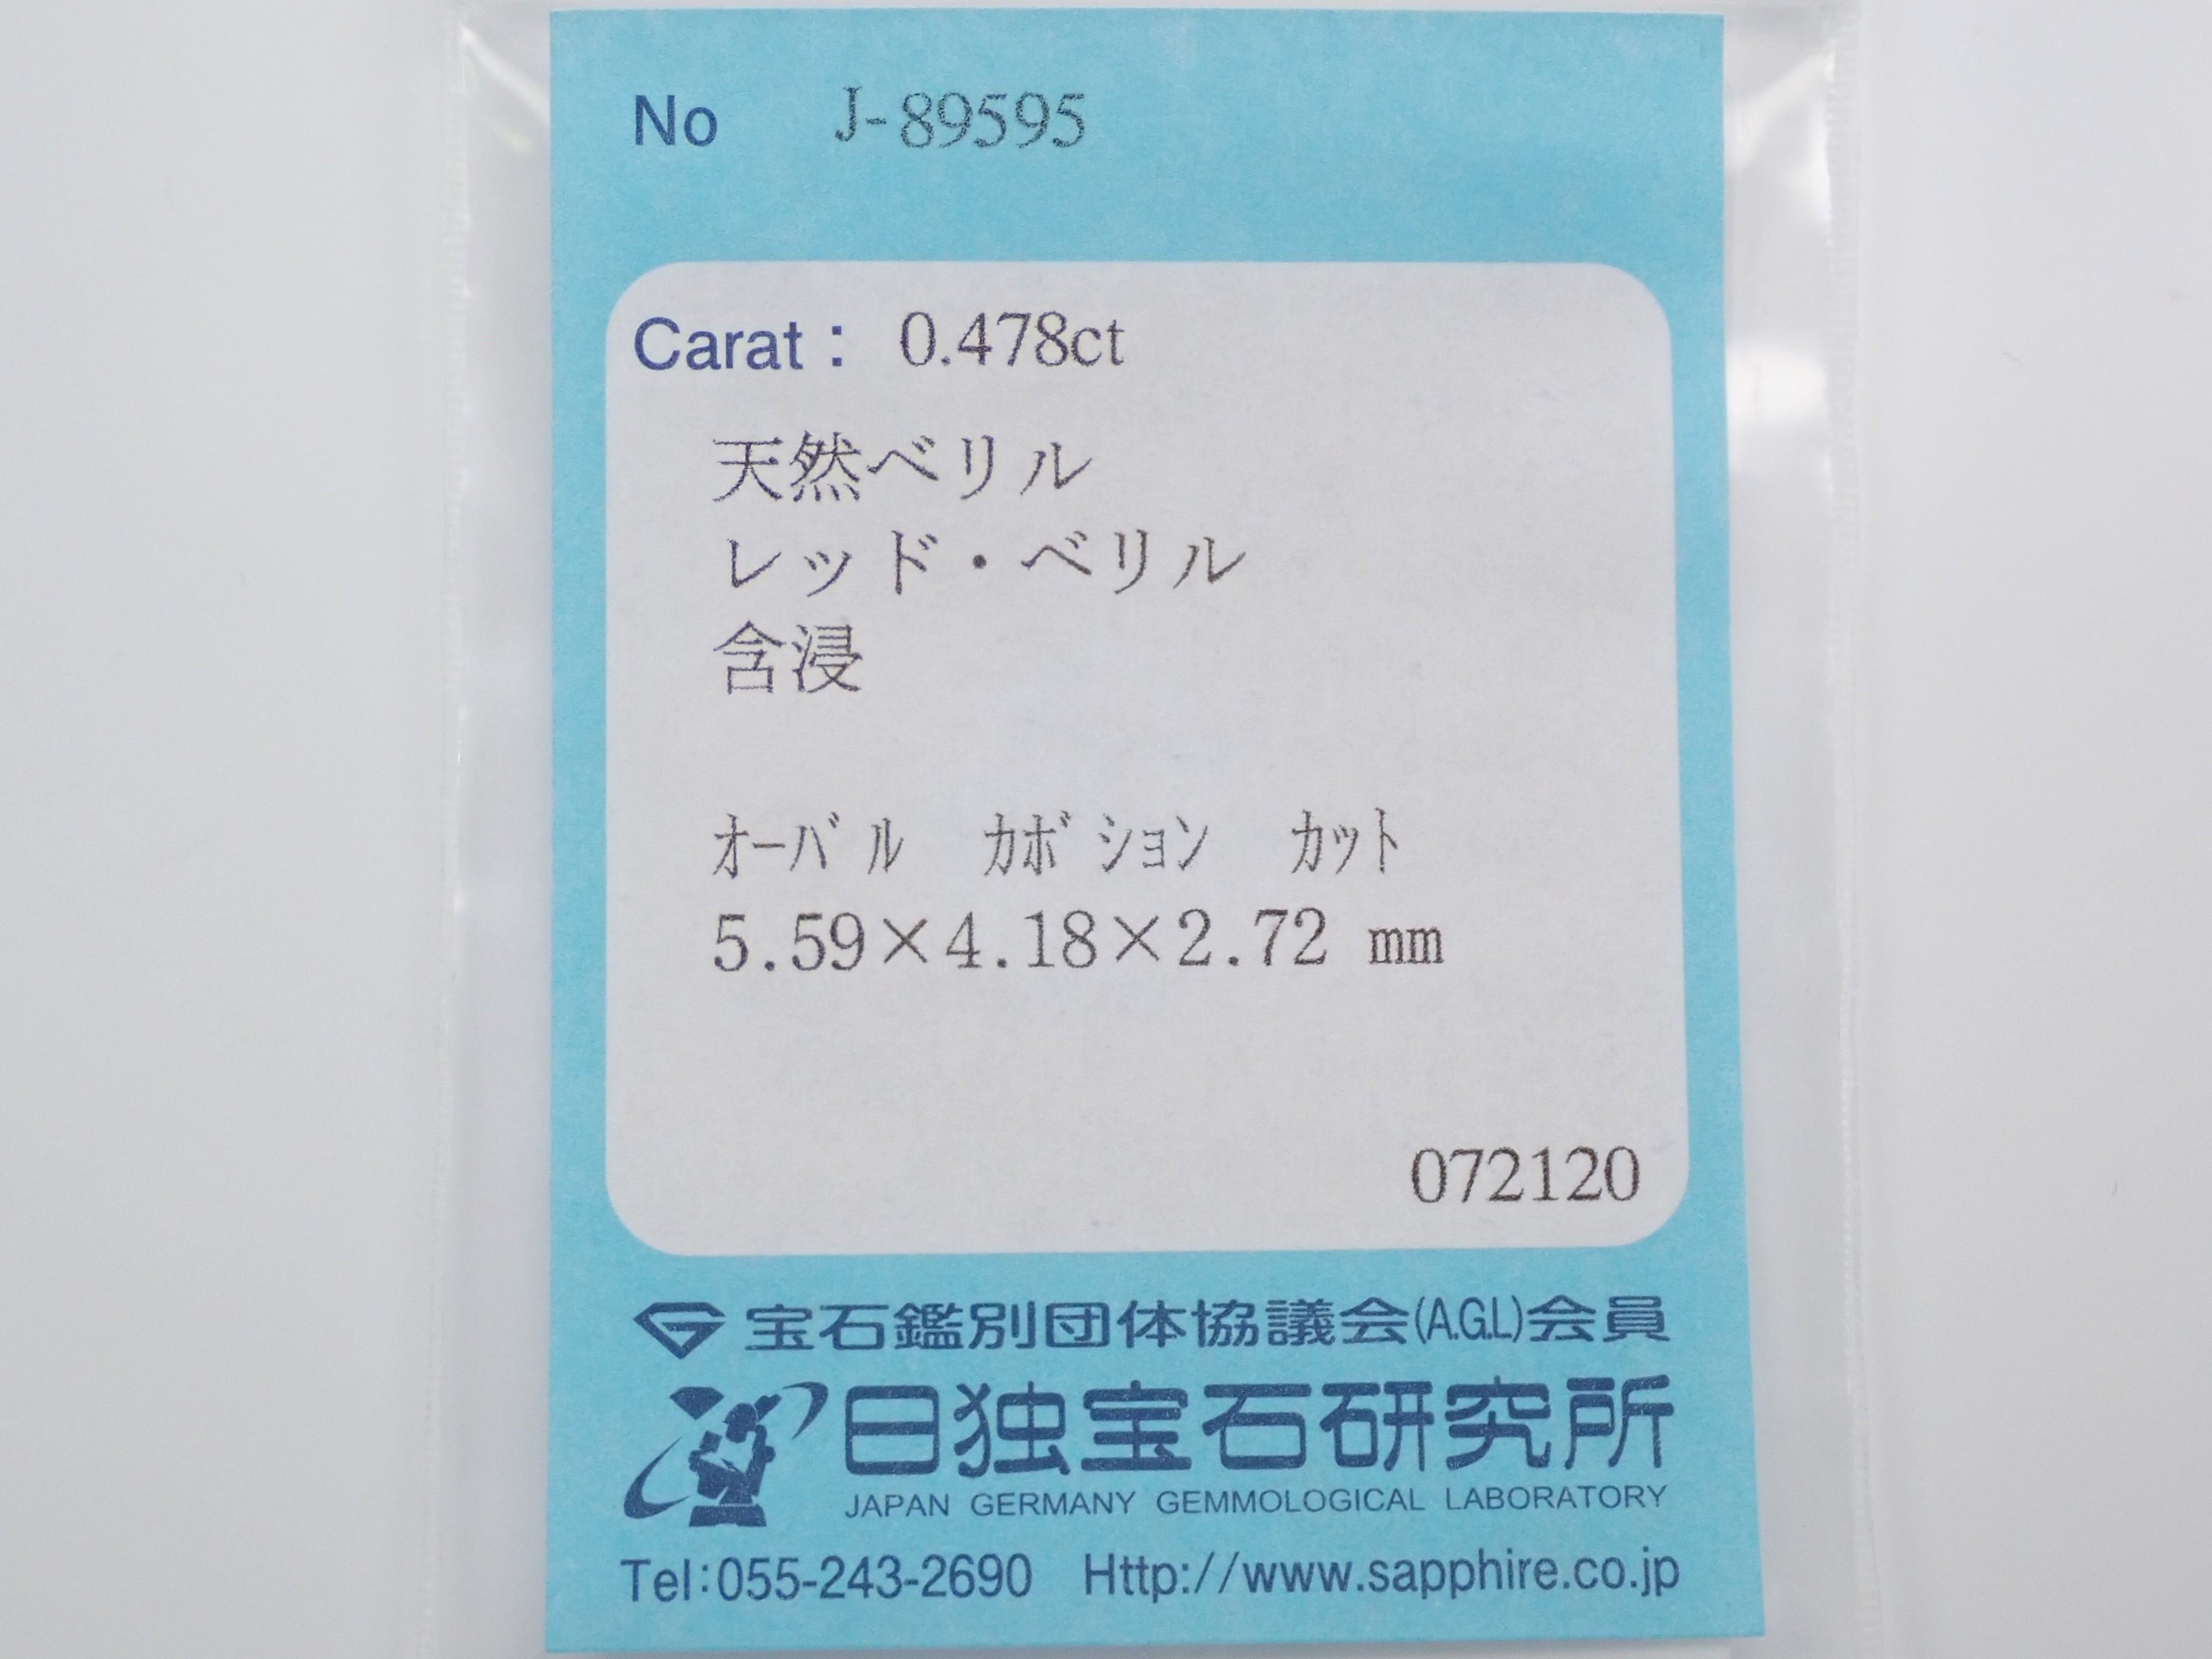 No J-89595
Carat: 0.478ct
天然ベリル
レッド・ベリル
含浸
ｵｰﾊﾞﾙ ｶﾎﾞｼｮﾝ ｶｯﾄ
5.59×4.18×2.72 mm
072120
宝石鑑別団体協議会(A.G.L)会員
日独宝石研究所
JAPAN GERMANY GEMMOLOGICAL LABORATORY
Tel:055-243-2690 Http://www.sapphire.co.jp